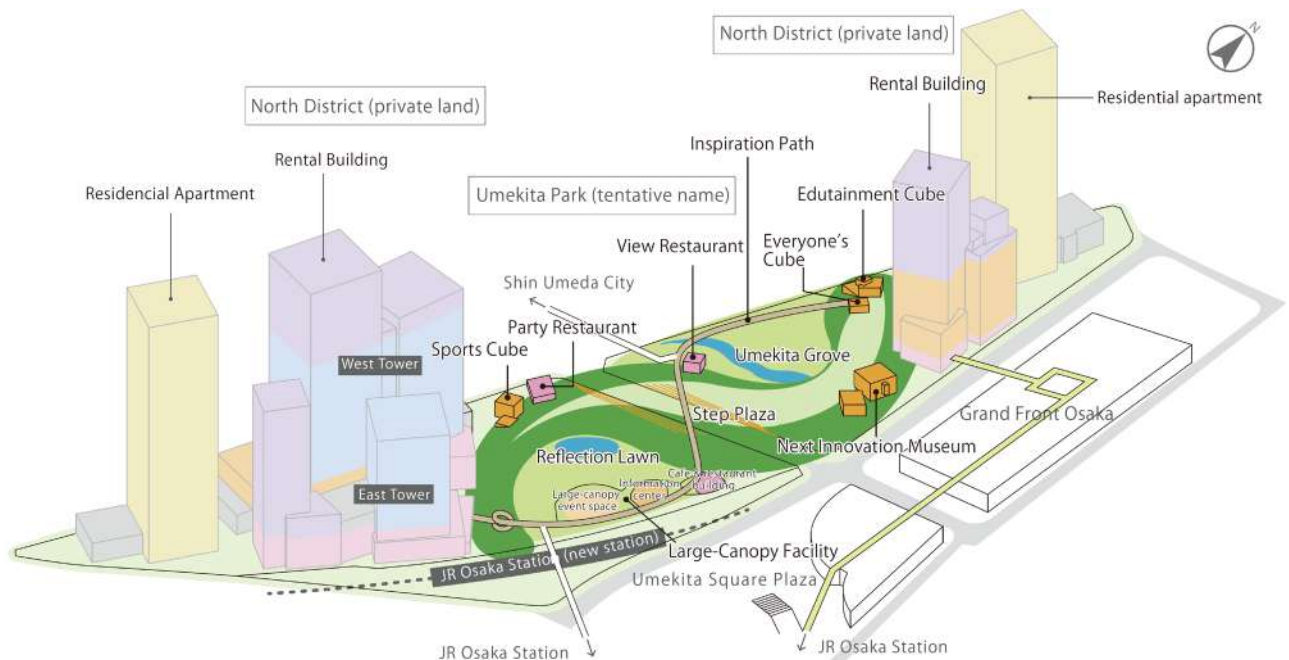 North District (private land)
N
Rental Building
Residential apartment
North District (private land)
Inspiration Path
Rental Building
Edutainment Cube
Residencial Apartment
Umekita Park (tentative name)
View Restaurant
Everyone's
Cube
Shin Umeda City
Party Restaurant
Sports Cube
West Tower
Umekita Grove
Step Plaza
Grand Front Osaka
Next Innovation Museum
Reflection Lawn
East Tower
Cafe & restaurant
building
Information
center
Large-canopy
event space
JR Osaka Station (new station)
Large-Canopy Facility
Umekita Square Plaza
JR Osaka Station
JR Osaka Station